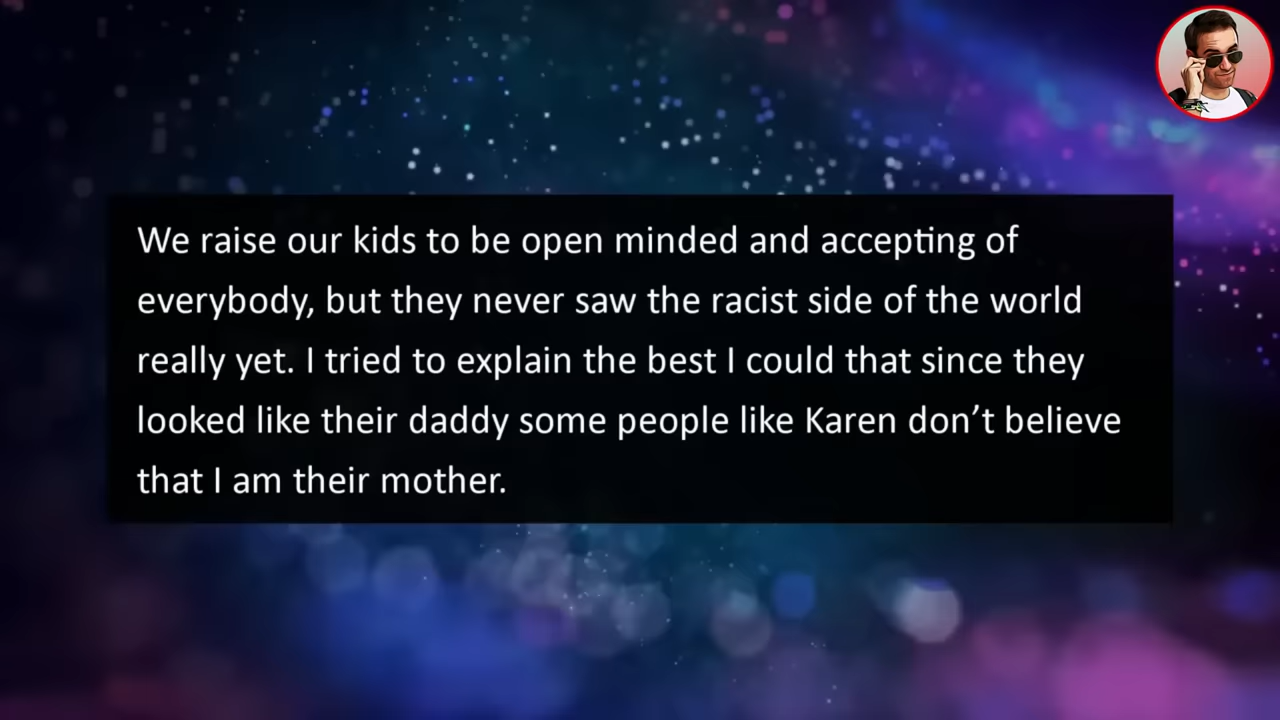 We raise our kids to be open minded and accepting of
everybody, but they never saw the racist side of the world
really yet. I tried to explain the best I could that since they
looked like their daddy some people like Karen don’t believe
that I am their mother.